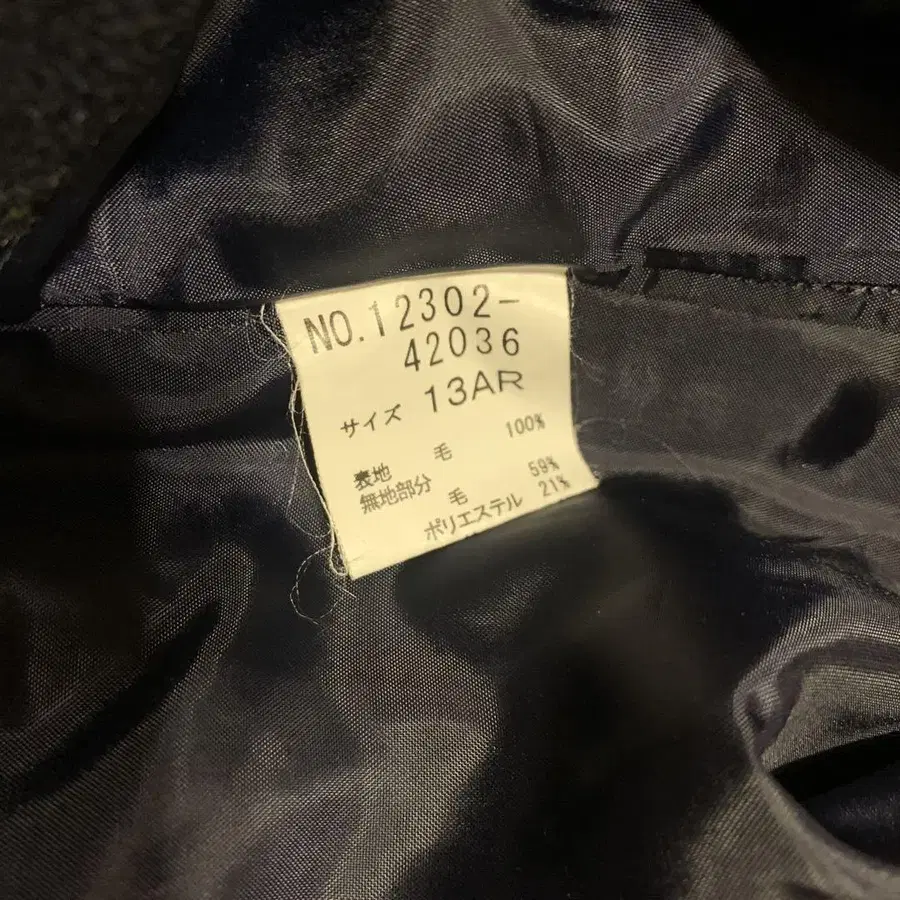 NO.12302-
42036
サイズ 13AR
表地 毛 100%
無地部分 毛 59%
ポリエステル 21%